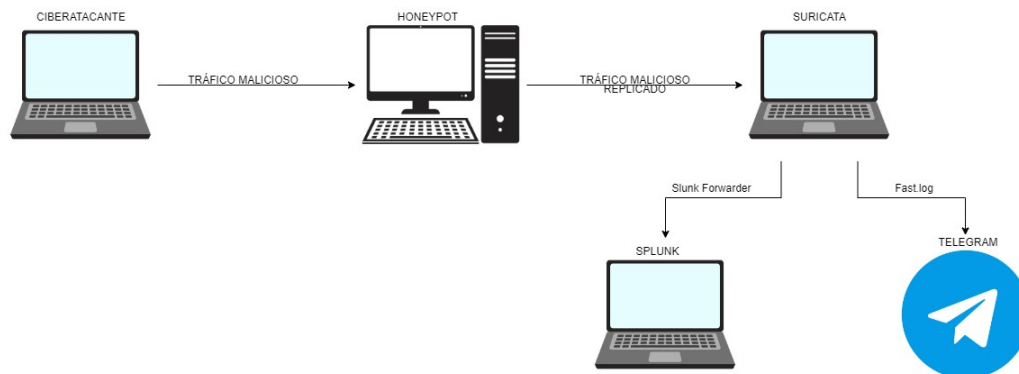 CIBERATACANTE
HONEYPOT
SURICATA
TRÁFICO MALICIOSO
TRÁFICO MALICIOSO
REPLICADO
Slunk Forwarder
Fast.log
SPLUNK
TELEGRAM